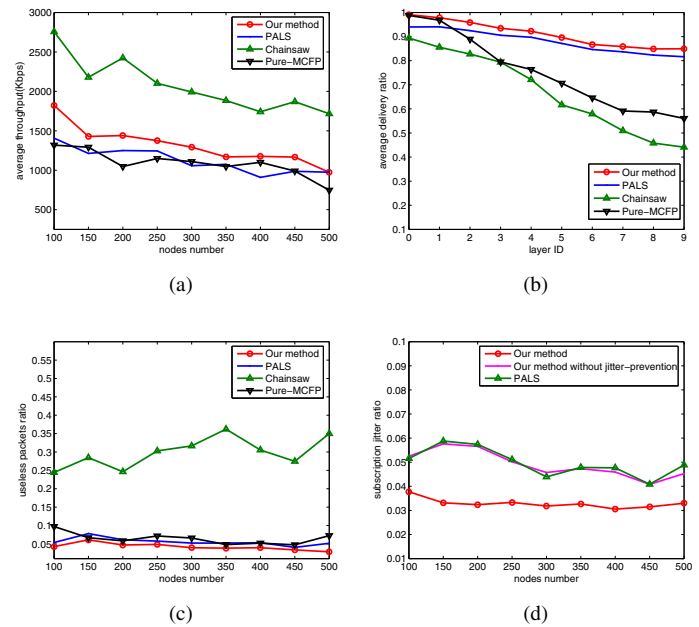 3000
2500
2000
1500
1000
500
average throughput(Kbps)
100 150 200 250 300 350 400 450 500
nodes number
Our method
PALS
Chainsaw
Pure−MCFP
(a)
1
0.9
0.8
0.7
0.6
0.5
0.4
0.3
0.2
0.1
average delivery ratio
0 1 2 3 4 5 6 7 8 9
layer ID
Our method
PALS
Chainsaw
Pure−MCFP
(b)
0.55
0.5
0.45
0.4
0.35
0.3
0.25
0.2
0.15
0.1
0.05
useless packets ratio
100 150 200 250 300 350 400 450 500
nodes number
Our method
PALS
Chainsaw
Pure−MCFP
(c)
0.1
0.09
0.08
0.07
0.06
0.05
0.04
0.03
0.02
0.01
subscription jitter ratio
100 150 200 250 300 350 400 450 500
nodes number
Our method
Our method without jitter−prevention
PALS
(d)